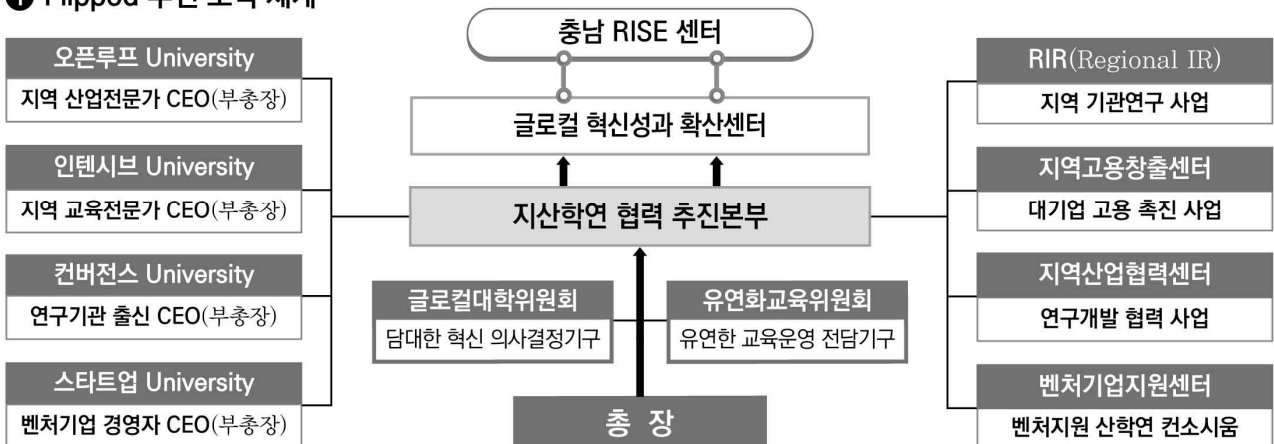 ❶ Flipped 추진 조직 체계
충남 RISE 센터
글로컬 혁신성과 확산센터
지산학연 협력 추진본부
오픈루프 University
지역 산업전문가 CEO(부총장)
인텐시브 University
지역 교육전문가 CEO(부총장)
컨버전스 University
연구기관 출신 CEO(부총장)
스타트업 University
벤처기업 경영자 CEO(부총장)
글로컬대학위원회
담대한 혁신 의사결정기구
유연화교육위원회
유연한 교육운영 전담기구
총 장
RIR(Regional IR)
지역 기관연구 사업
지역고용창출센터
대기업 고용 촉진 사업
지역산업협력센터
연구개발 협력 사업
벤처기업지원센터
벤처지원 산학연 컨소시움